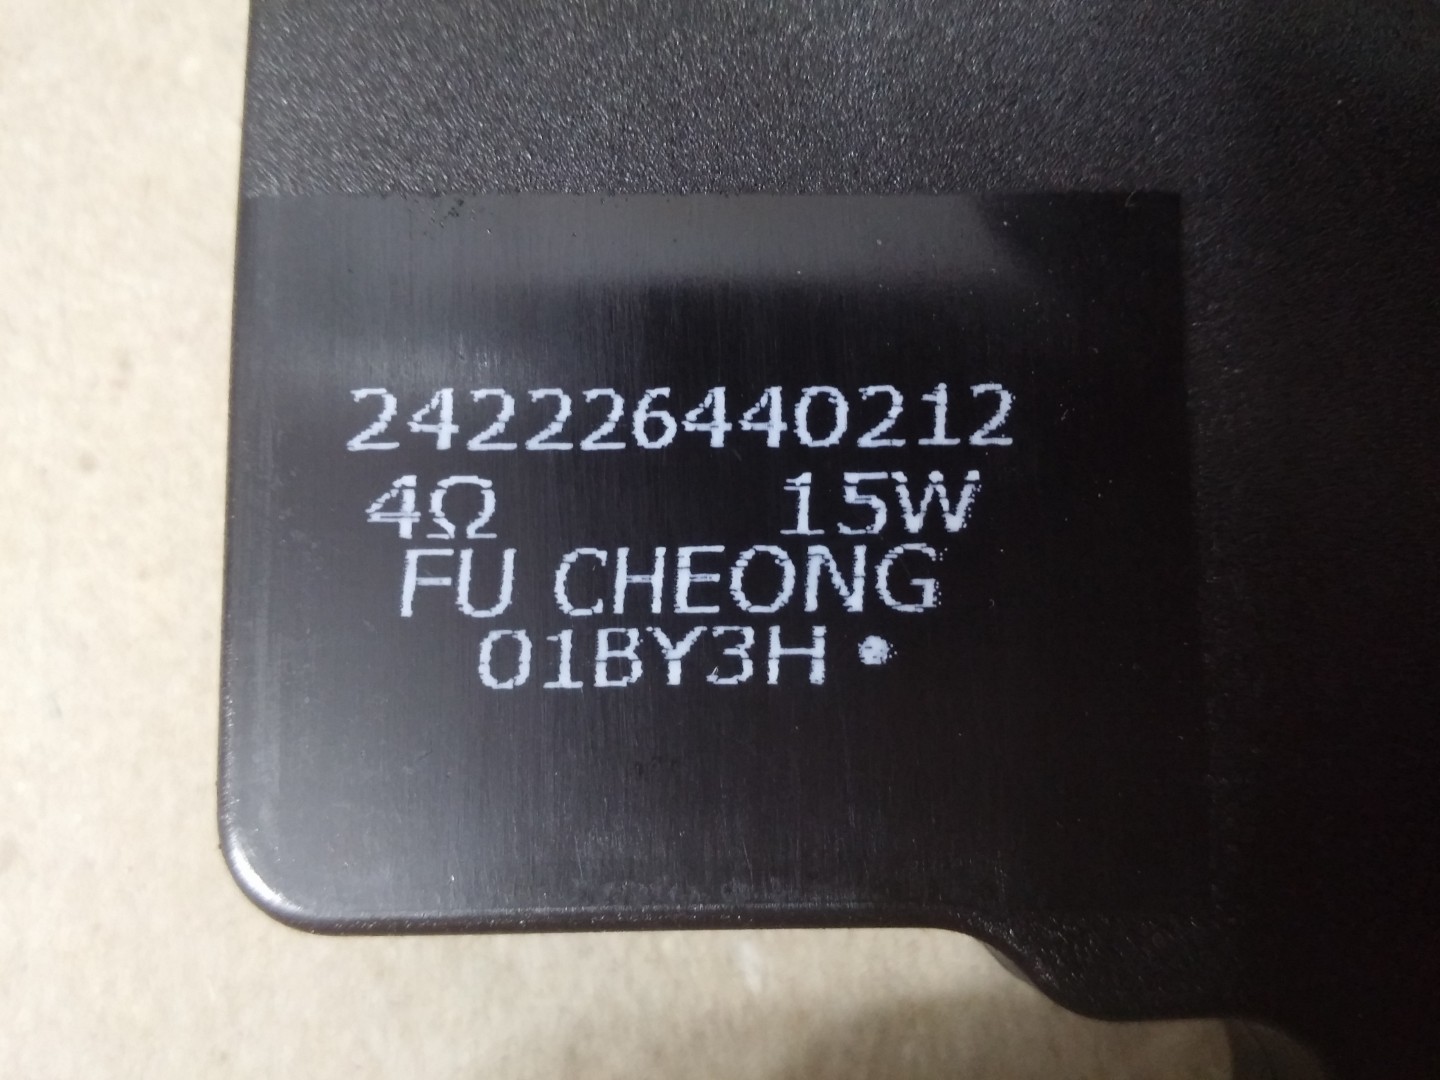 242226440212
4Ω 15W
FU CHEONG
01BY3H •